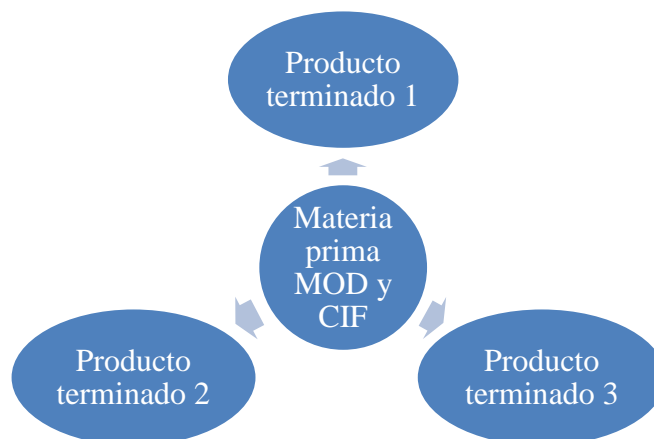 Producto
terminado 1
Materia
prima
MOD y
CIF
Producto
terminado 2
Producto
terminado 3